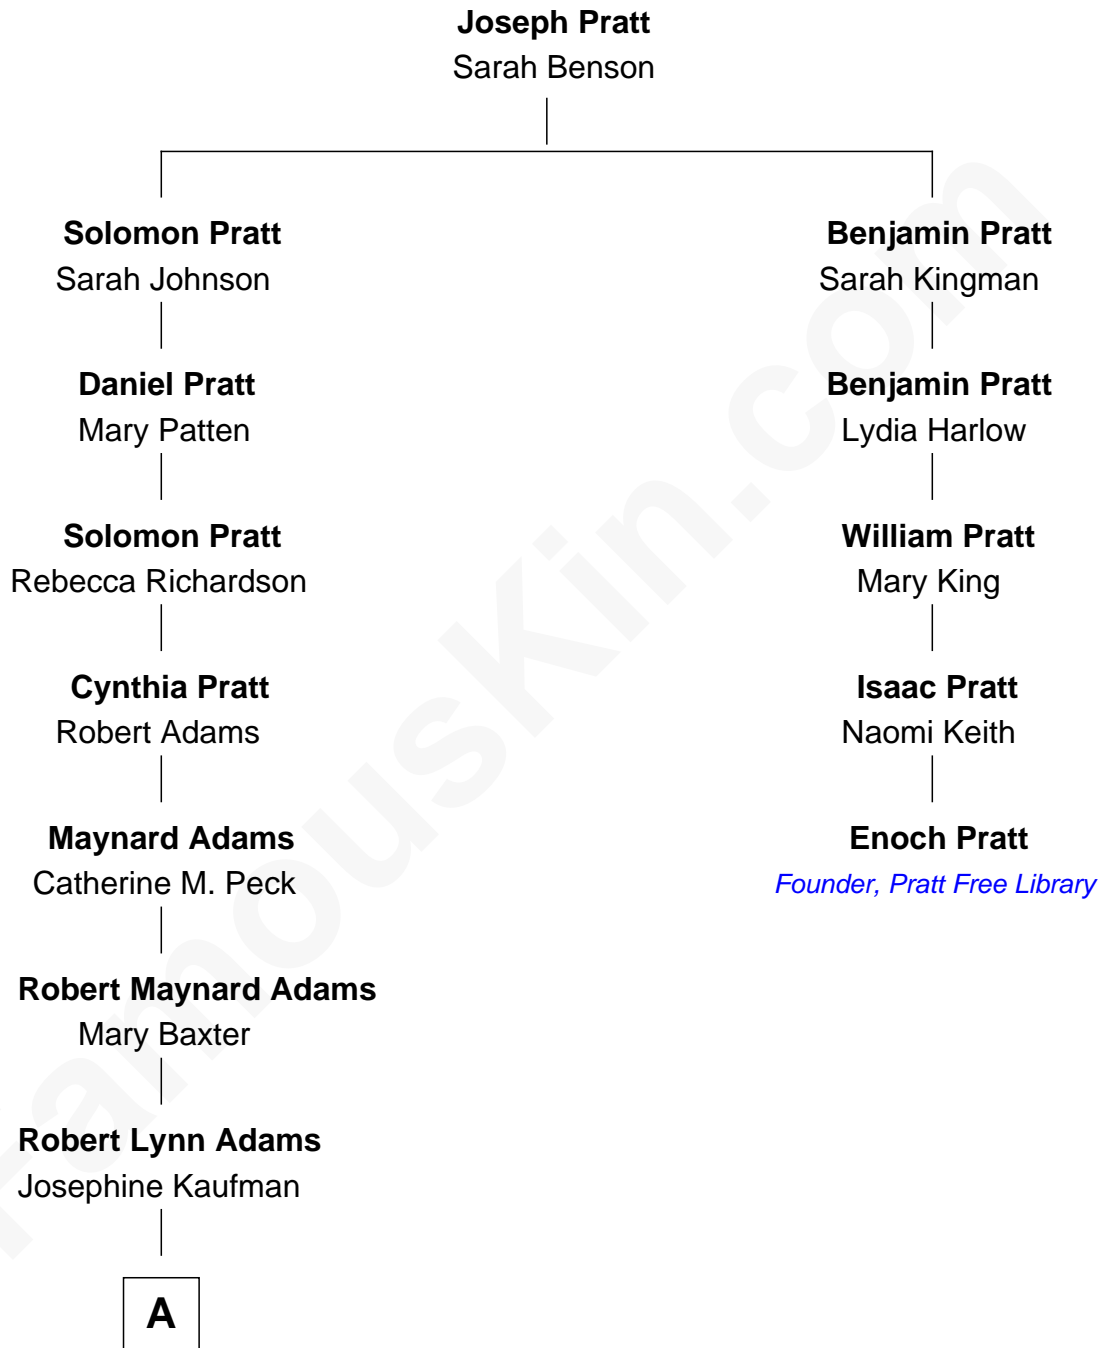 Joseph Pratt
Sarah Benson
Solomon Pratt
Sarah Johnson
Benjamin Pratt
Sarah Kingman
Daniel Pratt
Mary Patten
Benjamin Pratt
Lydia Harlow
Solomon Pratt
Rebecca Richardson
William Pratt
Mary King
Cynthia Pratt
Robert Adams
Isaac Pratt
Naomi Keith
Maynard Adams
Catherine M. Peck
Enoch Pratt
Founder, Pratt Free Library
Robert Maynard Adams
Mary Baxter
Robert Lynn Adams
Josephine Kaufman
A
FamousKin.com